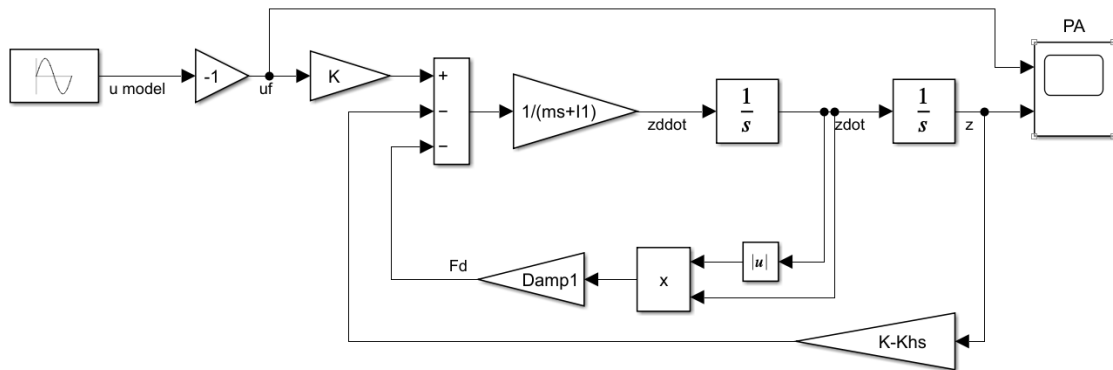 PA
-1
u model
uf
K
+
−
−
1/(ms+I1)
zddot
1
s
zdot
1
s
z
Fd
Damp1
x
|u|
K-Khs